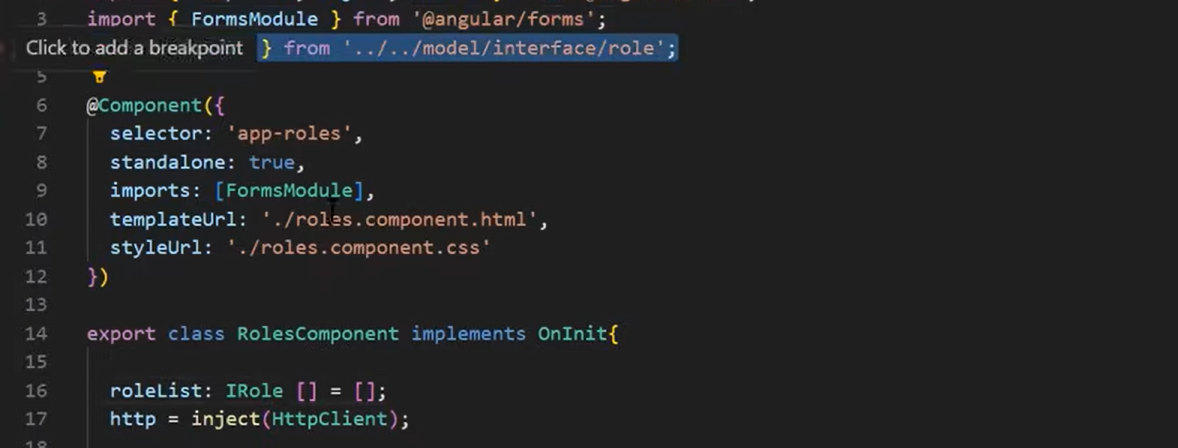 3 import { FormsModule } from '@angular/forms';
Click to add a breakpoint } from '../../model/interface/role';
5
6 @Component({
7 selector: 'app-roles',
8 standalone: true,
9 imports: [FormsModule],
10 templateUrl: './roles.component.html',
11 styleUrl: './roles.component.css'
12 })
13
14 export class RolesComponent implements OnInit{
15
16 roleList: IRole [] = [];
17 http = inject(HttpClient);
18